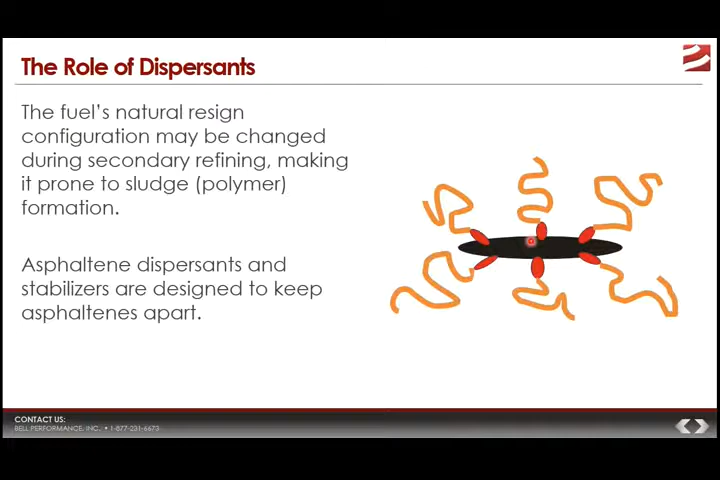 The Role of Dispersants
The fuel's natural resign
configuration may be changed
during secondary refining, making
it prone to sludge (polymer)
formation.
Asphaltene dispersants and
stabilizers are designed to keep
asphaltenes apart.
CONTACT US:
BELL PERFORMANCE, INC. • 1-877-231-6673